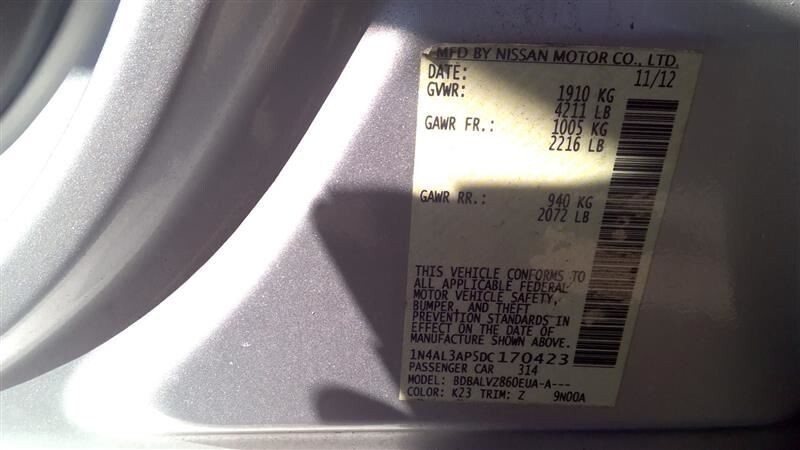 MFD BY NISSAN MOTOR CO., LTD.
DATE: 11/12
GVWR: 1910 KG
4211 LB
GAWR FR.: 1005 KG
2216 LB
GAWR RR.: 940 KG
2072 LB
THIS VEHICLE CONFORMS TO
ALL APPLICABLE FEDERAL
MOTOR VEHICLE SAFETY,
BUMPER, AND THEFT
PREVENTION STANDARDS IN
EFFECT ON THE DATE OF
MANUFACTURE SHOWN ABOVE.
1N4AL3AP5DC170423
PASSENGER CAR 314
MODEL: BDBALVZ860EUA-A---
COLOR: K23 TRIM: Z 9N00A